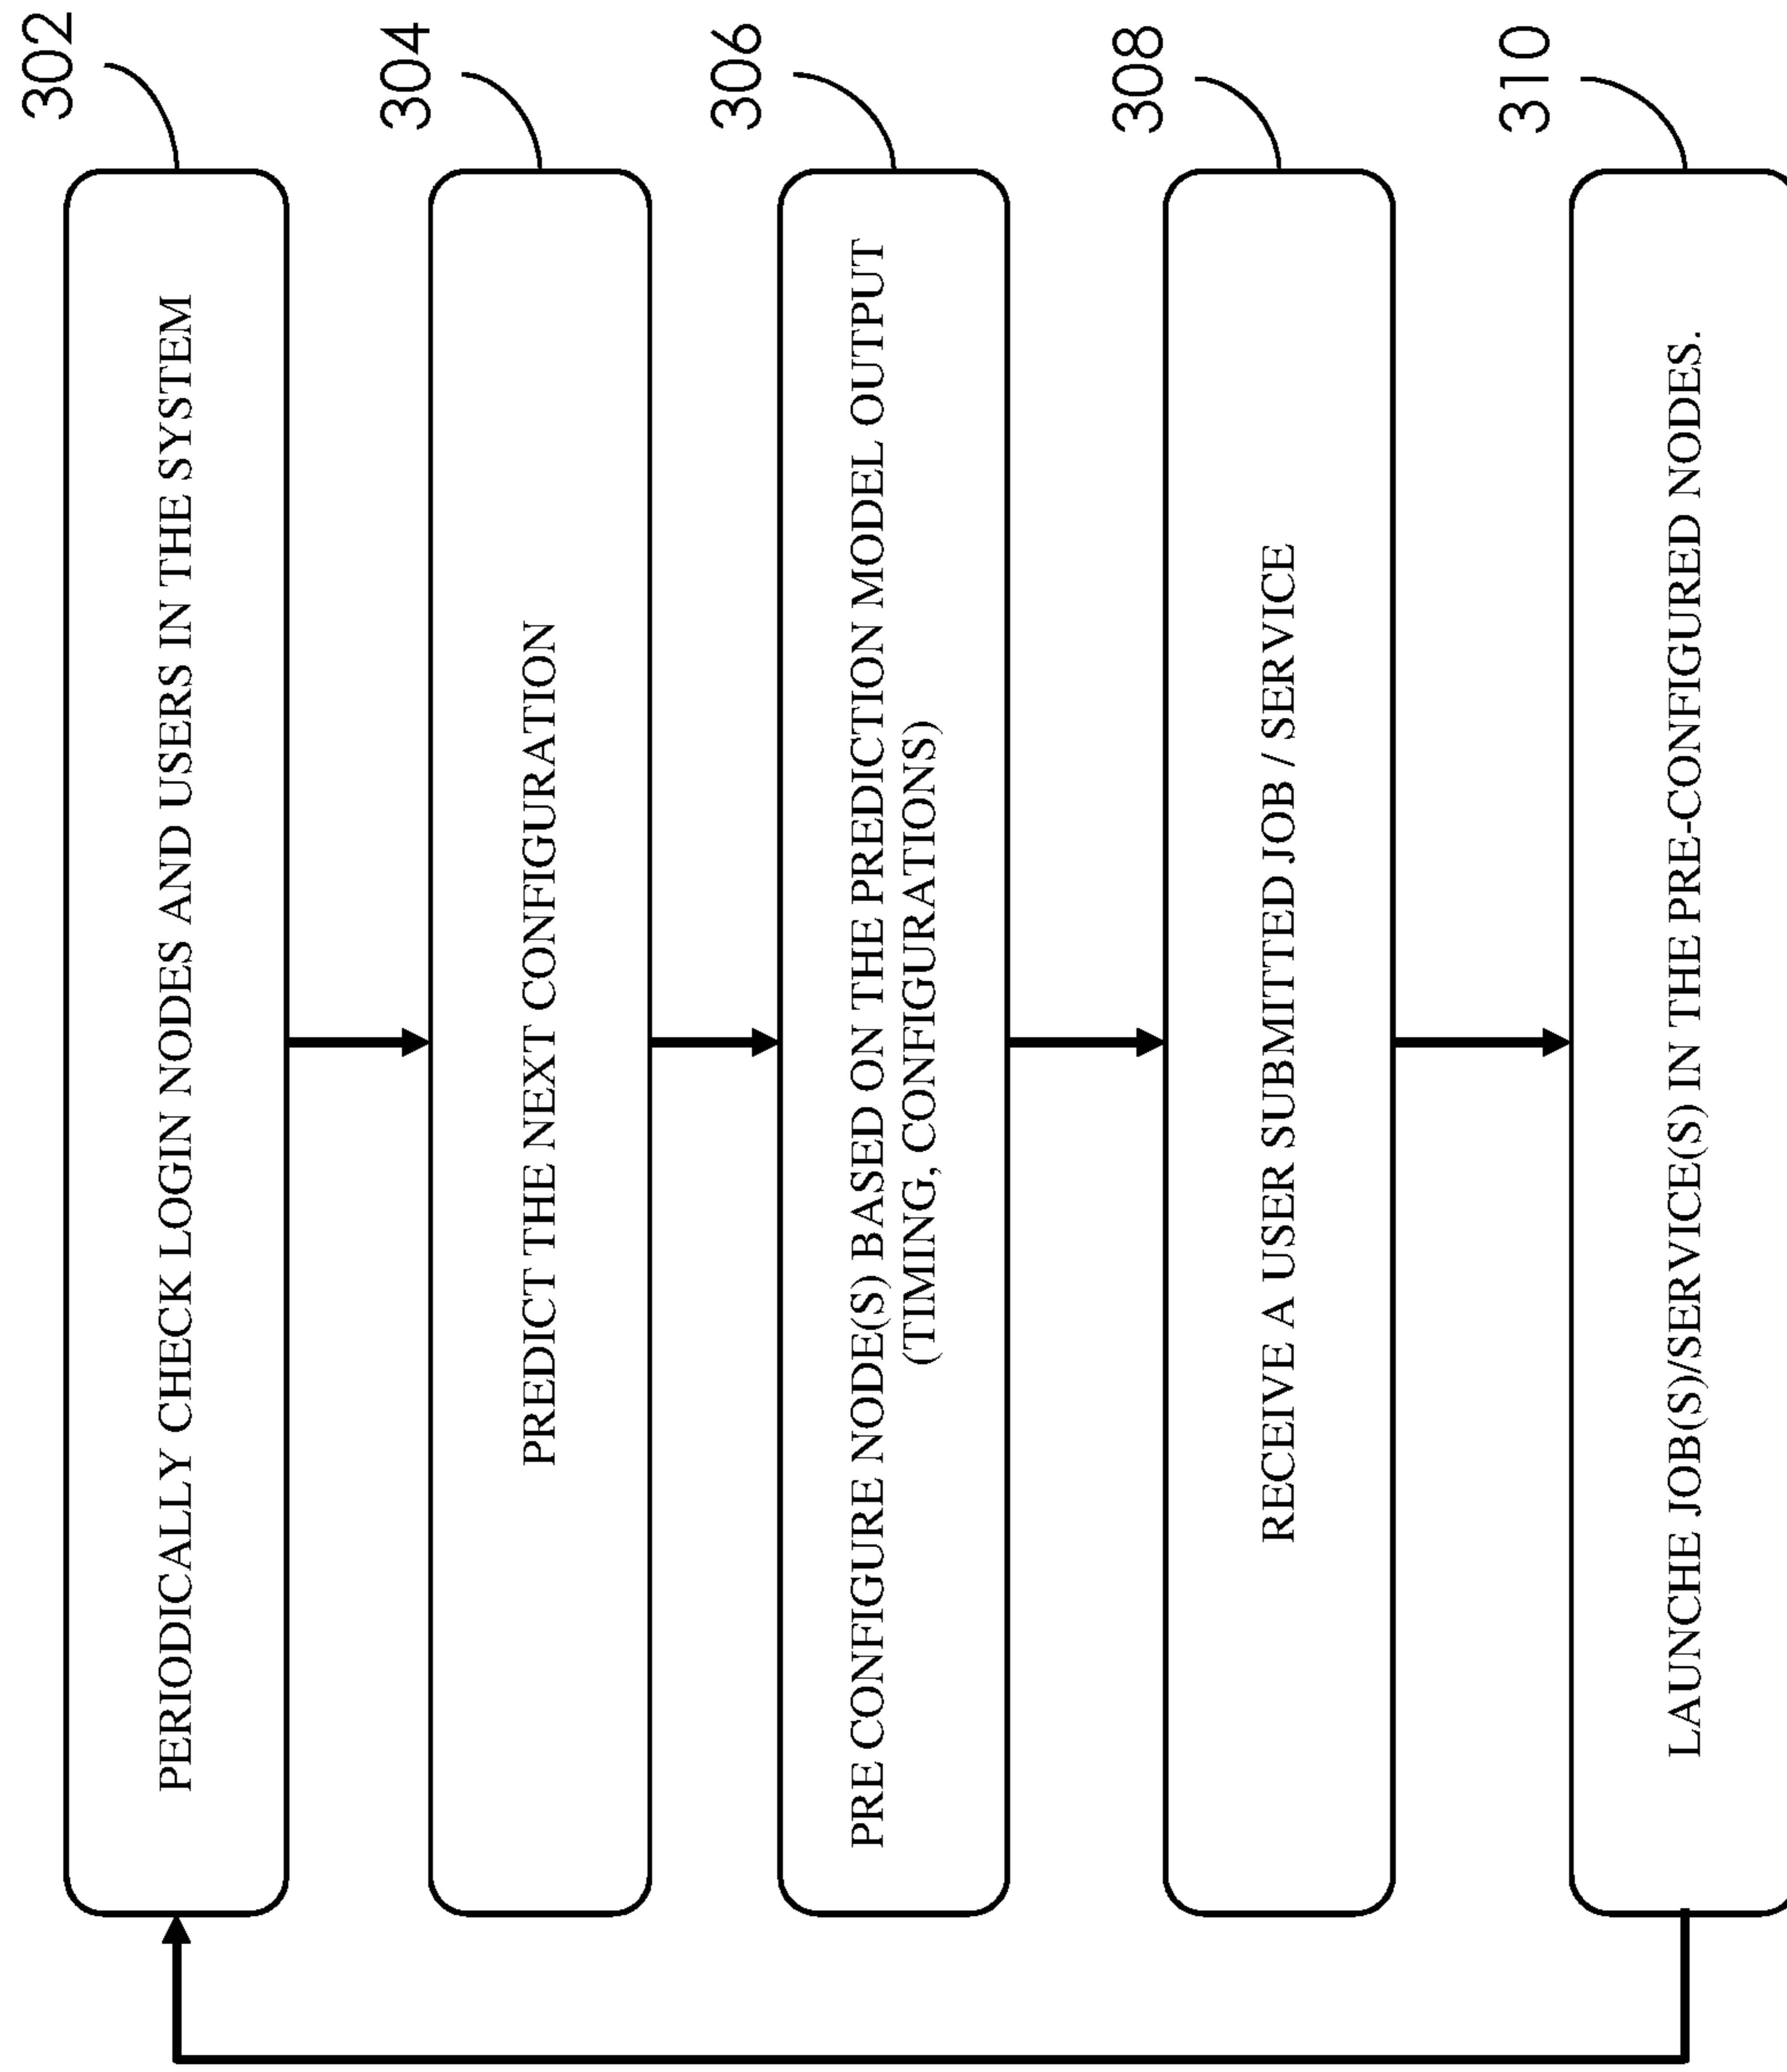 302
PERIODICALLY CHECK LOGIN NODES AND USERS IN THE SYSTEM
304
PREDICT THE NEXT CONFIGURATION
306
PRE CONFIGURE NODE(S) BASED ON THE PREDICTION MODEL OUTPUT
(TIMING, CONFIGURATIONS)
308
RECEIVE A USER SUBMITTED JOB / SERVICE
310
LAUNCHE JOB(S)/SERVICE(S) IN THE PRE-CONFIGURED NODES.